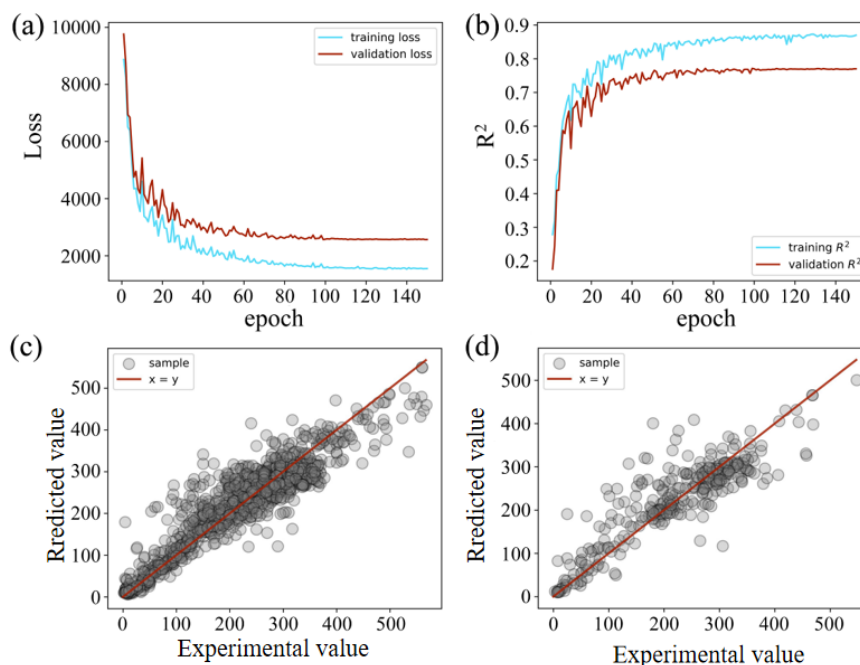 (a)
training loss
validation loss
10000
8000
6000
4000
2000
Loss
0 20 40 60 80 100 120 140
epoch
(b)
0.9
0.8
0.7
0.6
0.5
0.4
0.3
0.2
R²
training R²
validation R²
0 20 40 60 80 100 120 140
epoch
(c)
sample
x = y
500
400
300
200
100
0
Rredicted value
0 100 200 300 400 500
Experimental value
(d)
sample
x = y
500
400
300
200
100
0
Rredicted value
0 100 200 300 400 500
Experimental value